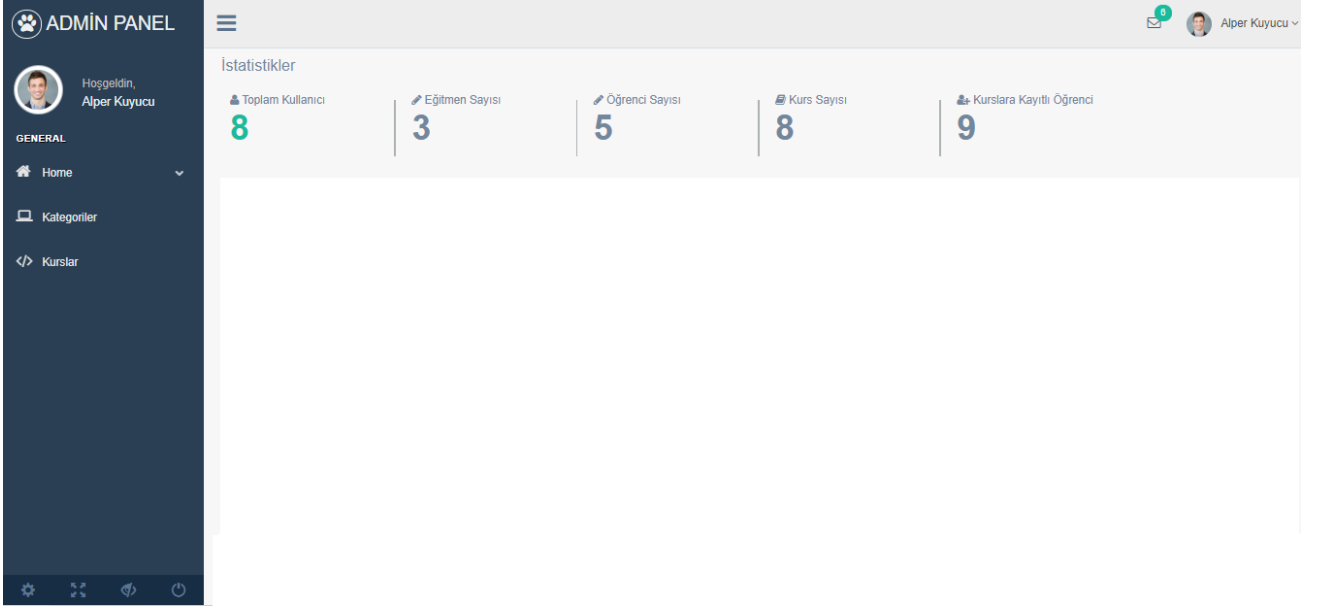 ADMİN PANEL
6
Alper Kuyucu
Hoşgeldin,
Alper Kuyucu
GENERAL
Home
Kategoriler
Kurslar
İstatistikler
Toplam Kullanıcı
8
Eğitmen Sayısı
3
Öğrenci Sayısı
5
Kurs Sayısı
8
Kurslara Kayıtlı Öğrenci
9